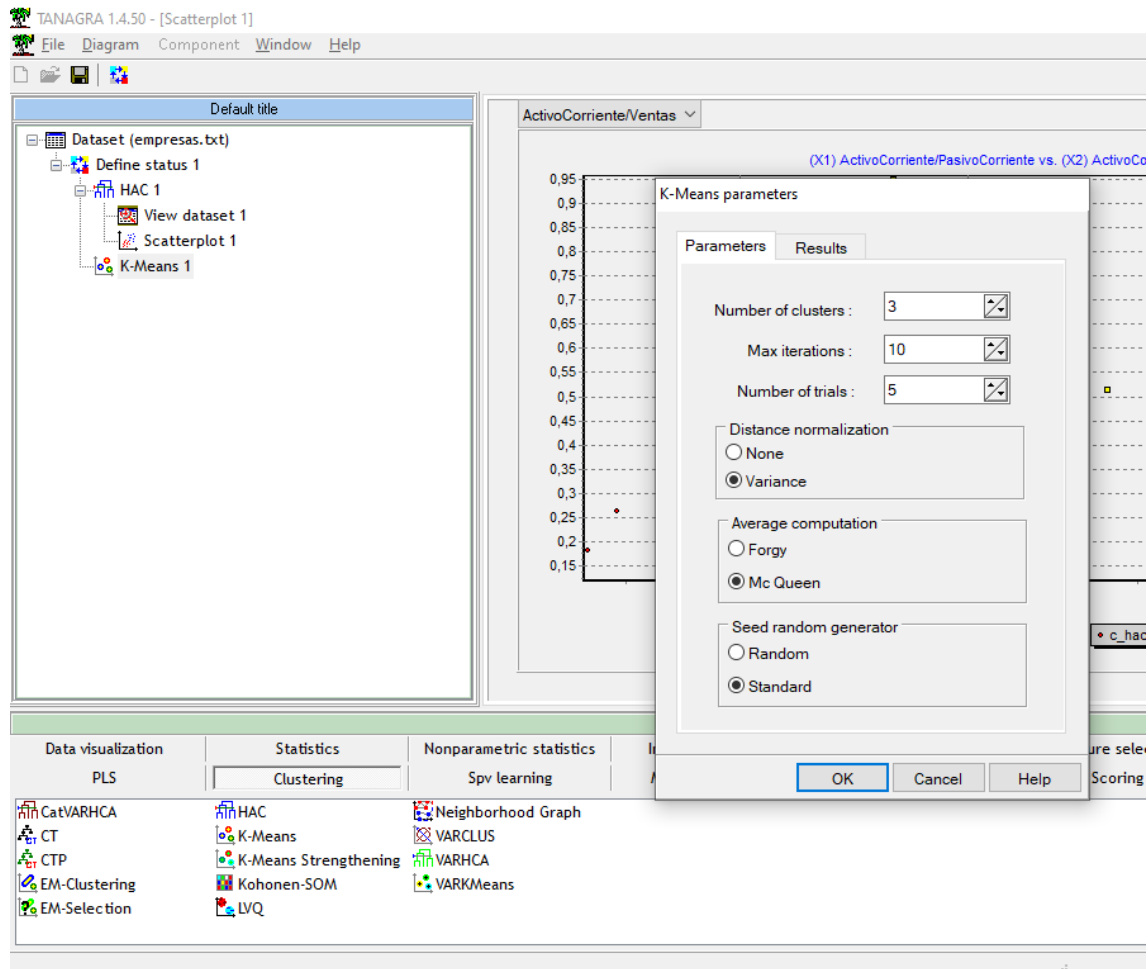 TANAGRA 1.4.50 - [Scatterplot 1]
File Diagram Component Window Help
Default title
Dataset (empresas.txt)
Define status 1
HAC 1
View dataset 1
Scatterplot 1
K-Means 1
ActivoCorriente/Ventas
(X1) ActivoCorriente/PasivoCorriente vs. (X2) ActivoCo
0,95
0,9
0,85
0,8
0,75
0,7
0,65
0,6
0,55
0,5
0,45
0,4
0,35
0,3
0,25
0,2
0,15
c_hac
K-Means parameters
Parameters Results
Number of clusters : 3
Max iterations : 10
Number of trials : 5
Distance normalization
None
Variance
Average computation
Forgy
Mc Queen
Seed random generator
Random
Standard
OK Cancel Help
Data visualization Statistics Nonparametric statistics ure selec
PLS Clustering Spv learning Scoring
CatVARHCA HAC Neighborhood Graph
CT K-Means VARCLUS
CTP K-Means Strengthening VARHCA
EM-Clustering Kohonen-SOM VARKMeans
EM-Selection LVQ